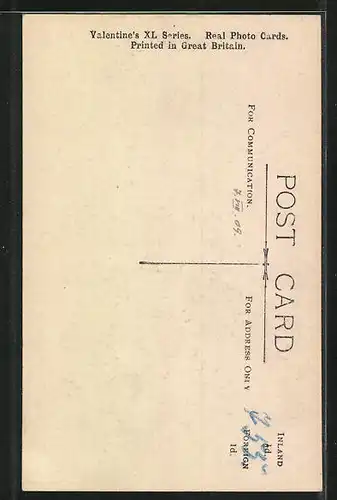 Valentine's XL Series. Real Photo Cards.
Printed in Great Britain.
POST CARD
FOR COMMUNICATION.
FOR ADDRESS ONLY
INLAND
FOREIGN
1d.